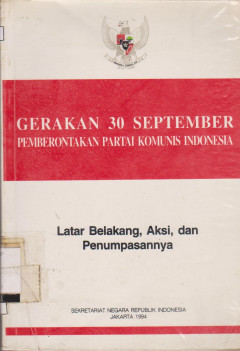 GERAKAN 30 SEPTEMBER
PEMBERONTAKAN PARTAI KOMUNIS INDONESIA
Latar Belakang, Aksi, dan
Penumpasannya
SEKRETARIAT NEGARA REPUBLIK INDONESIA
JAKARTA 1994